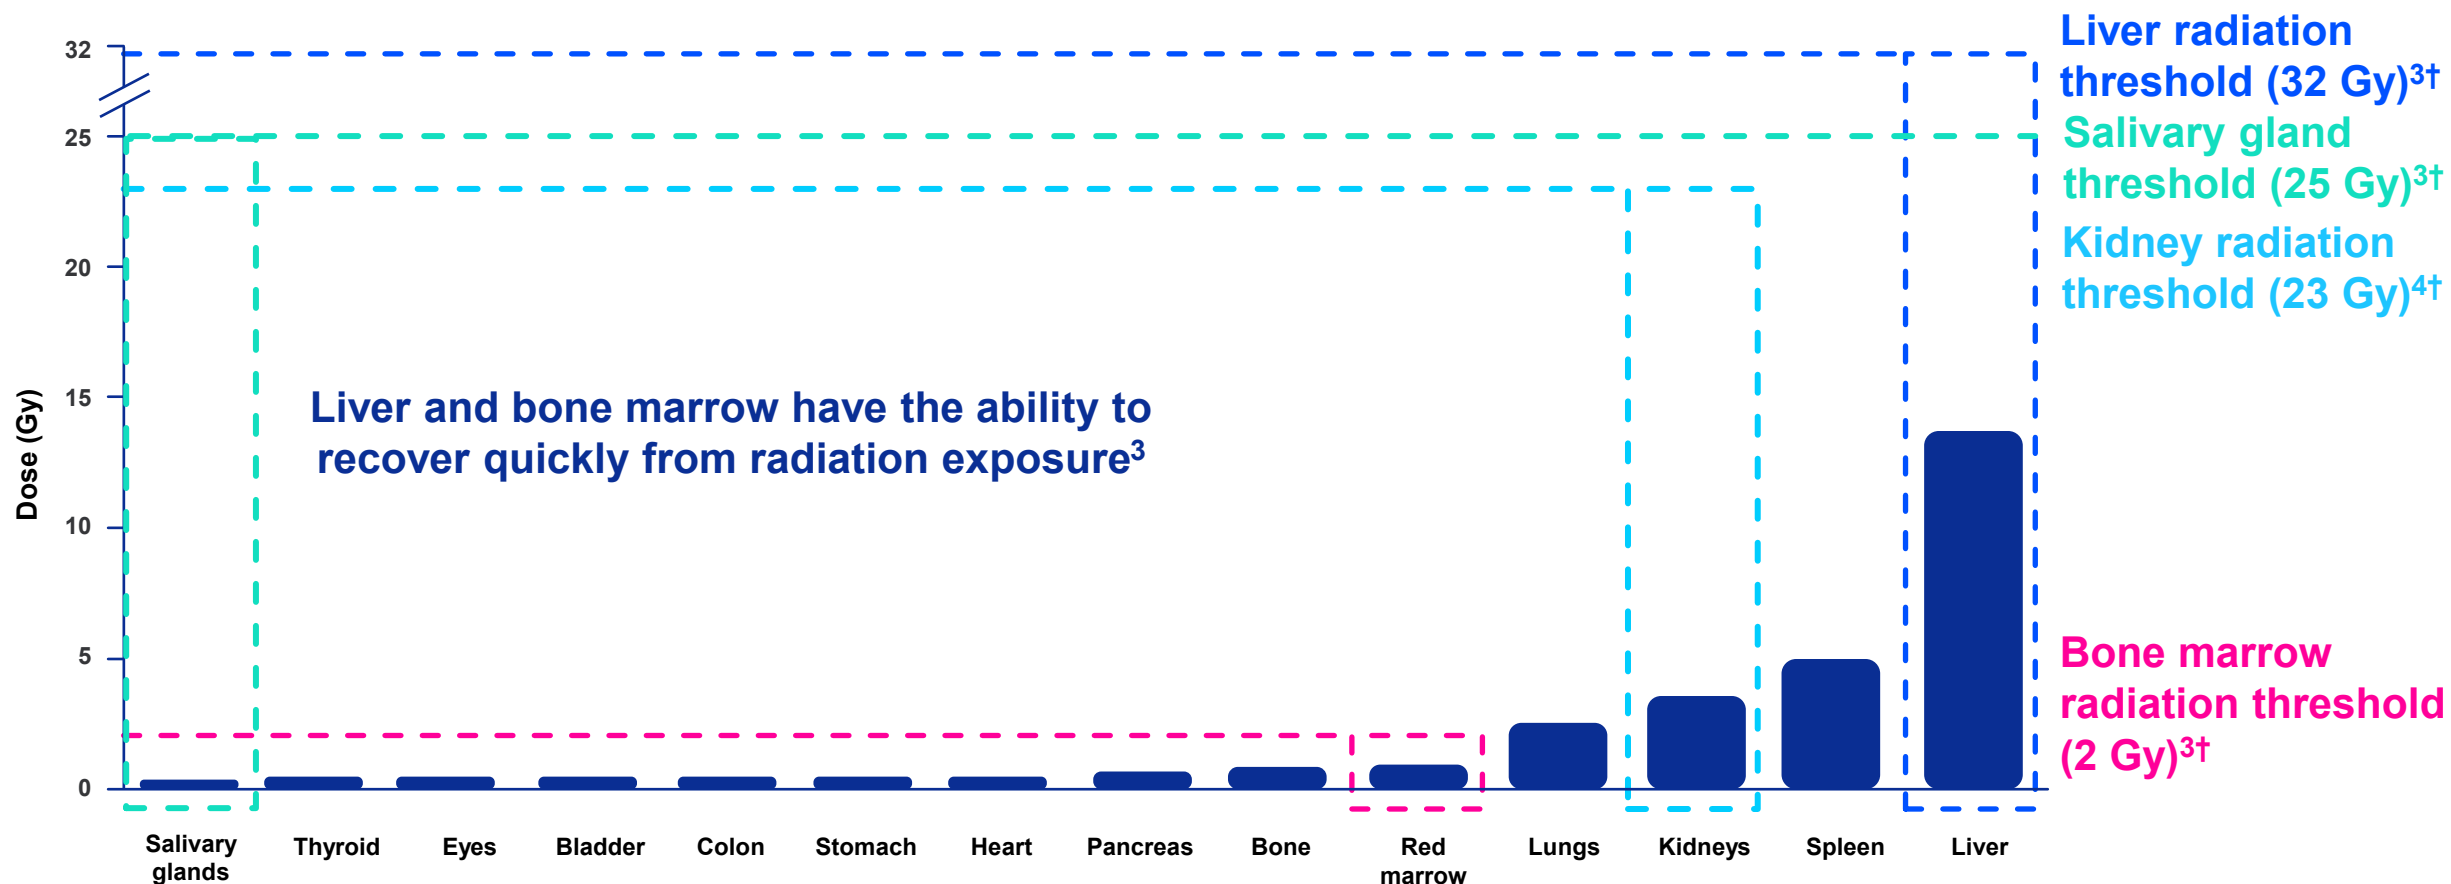 32
25
20
15
10
5
0
Dose (Gy)
Liver and bone marrow have the ability to
recover quickly from radiation exposure³
Liver radiation
threshold (32 Gy)³†
Salivary gland
threshold (25 Gy)³†
Kidney radiation
threshold (23 Gy)⁴†
Bone marrow
radiation threshold
(2 Gy)³†
Salivary
glands
Thyroid
Eyes
Bladder
Colon
Stomach
Heart
Pancreas
Bone
Red
marrow
Lungs
Kidneys
Spleen
Liver